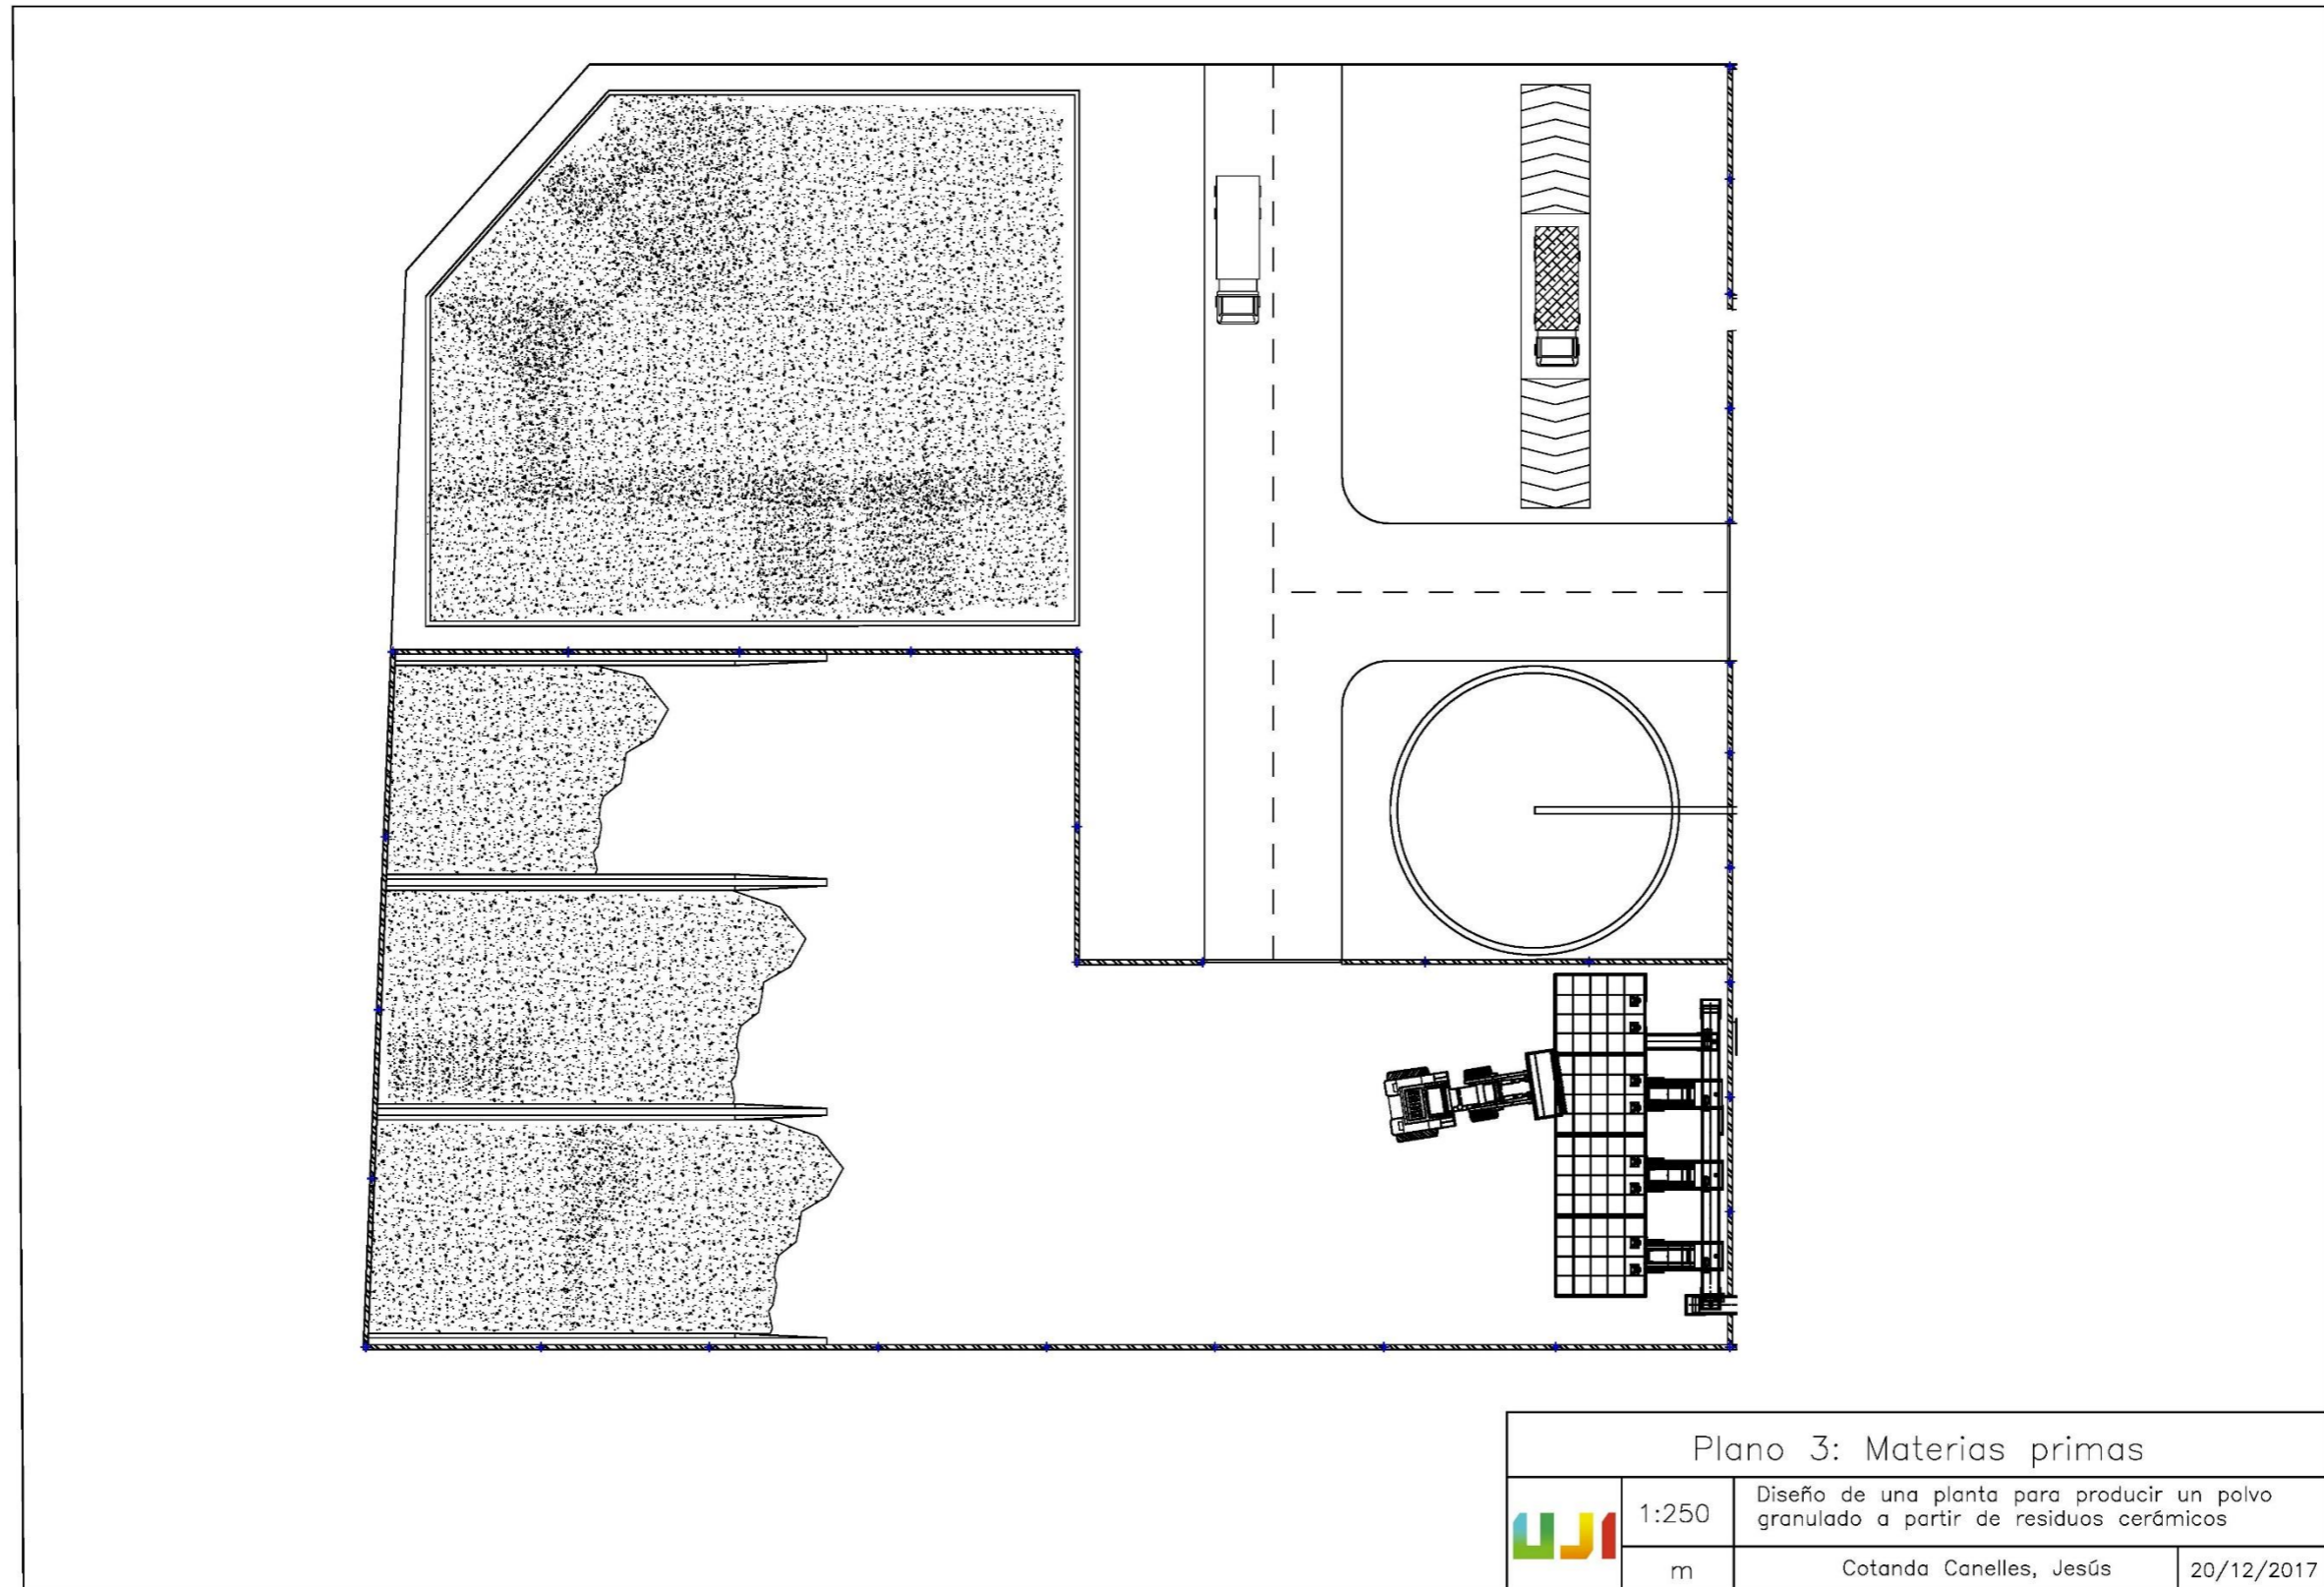 Plano 3: Materias primas
UJI
1:250
Diseño de una planta para producir un polvo
granulado a partir de residuos cerámicos
m
Cotanda Canelles, Jesús
20/12/2017